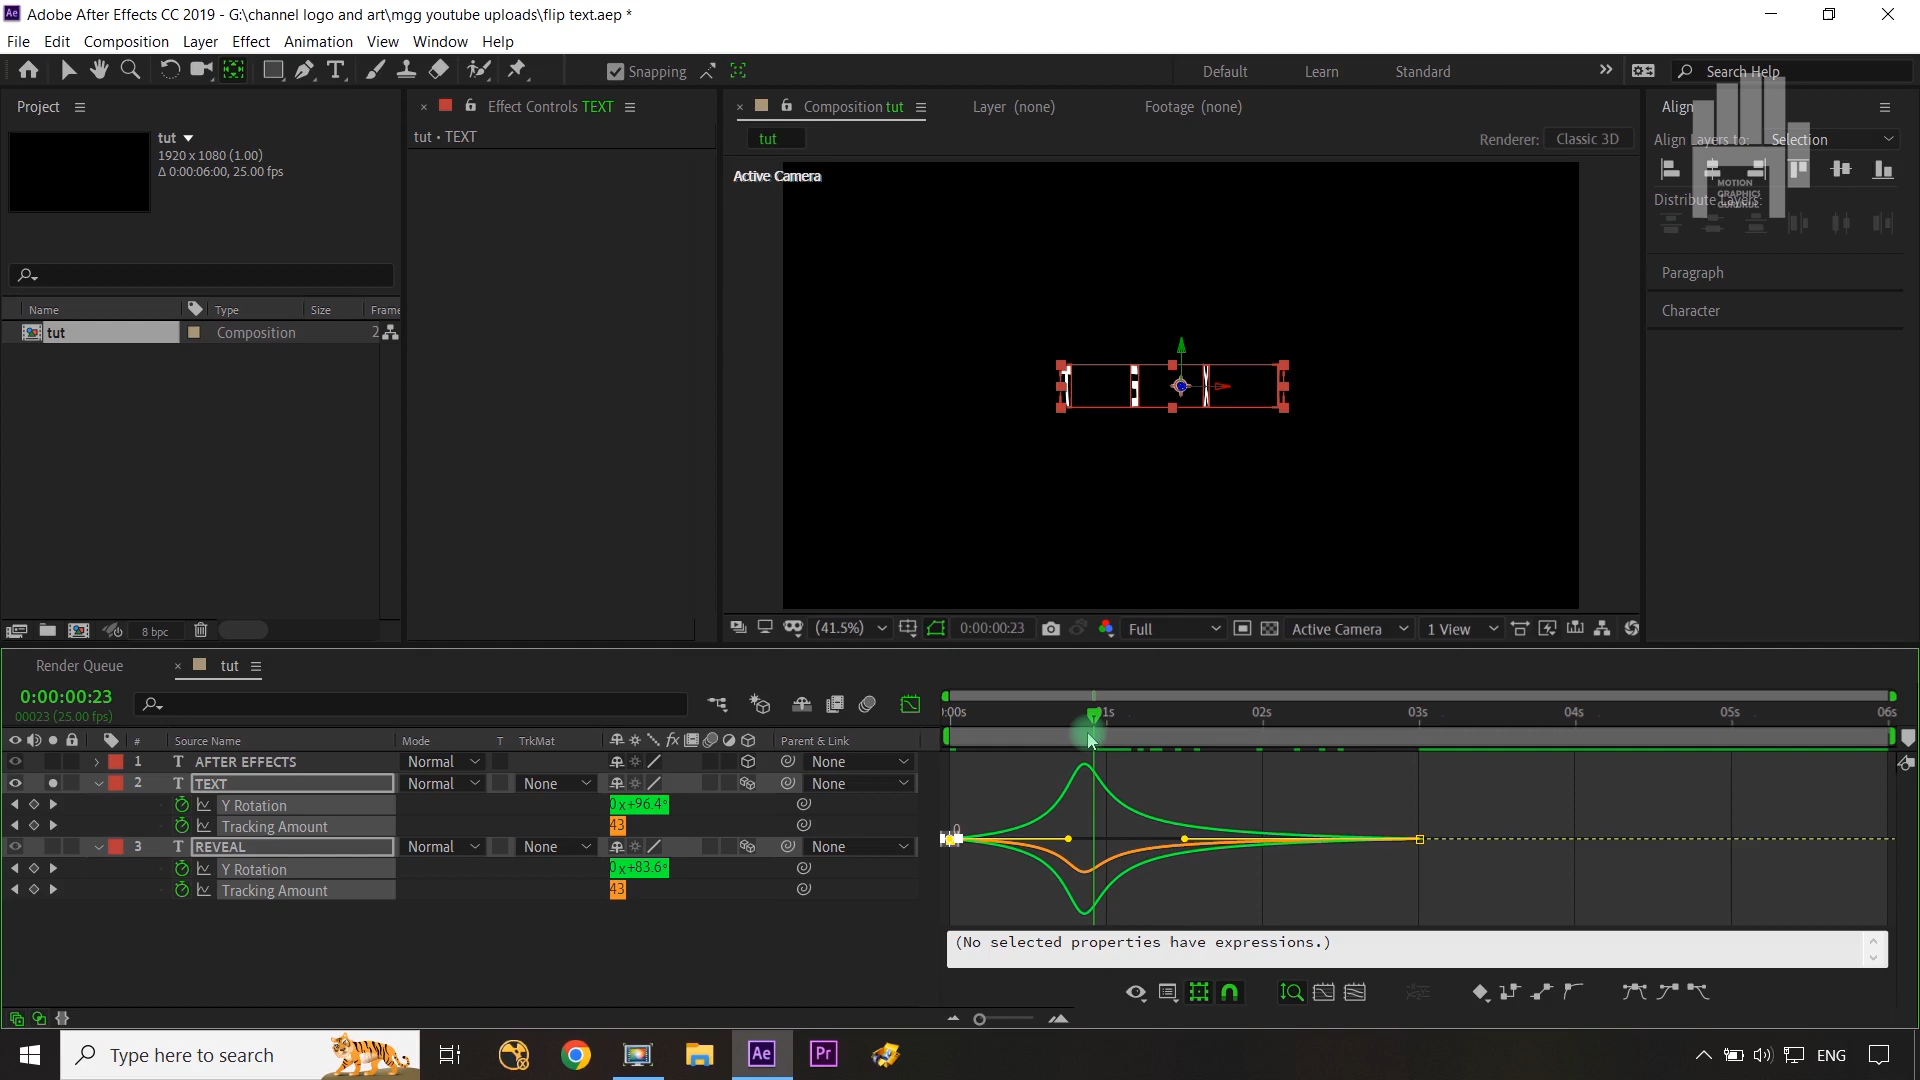 Adobe After Effects CC 2019 - G:\channel logo and art\mgg youtube uploads\flip text.aep *
File Edit Composition Layer Effect Animation View Window Help
Snapping Default Learn Standard Search Help
Project
Effect Controls TEXT
Composition tut
Layer (none)
Footage (none)
Align
tut
1920 x 1080 (1.00)
Δ 0:00:06:00, 25.00 fps
tut • TEXT
tut
Renderer: Classic 3D
Align Layers to: Selection
Active Camera
MOTION
GRAPHICS
GURUKUL
Distribute Layers:
Paragraph
Character
Name Type Size Frame
tut Composition 2
8 bpc
(41.5%) 0:00:00:23 Full Active Camera 1 View
Render Queue
tut
0:00:00:23
00023 (25.00 fps)
:00s 01s 02s 03s 04s 05s 06s
# Source Name Mode T TrkMat Parent & Link
1 T AFTER EFFECTS Normal None
2 T TEXT Normal None None
Y Rotation 0x+96.4°
Tracking Amount 43
3 T REVEAL Normal None None
Y Rotation 0x+83.6°
Tracking Amount 43
(No selected properties have expressions.)
Type here to search
Ae
Pr
ENG